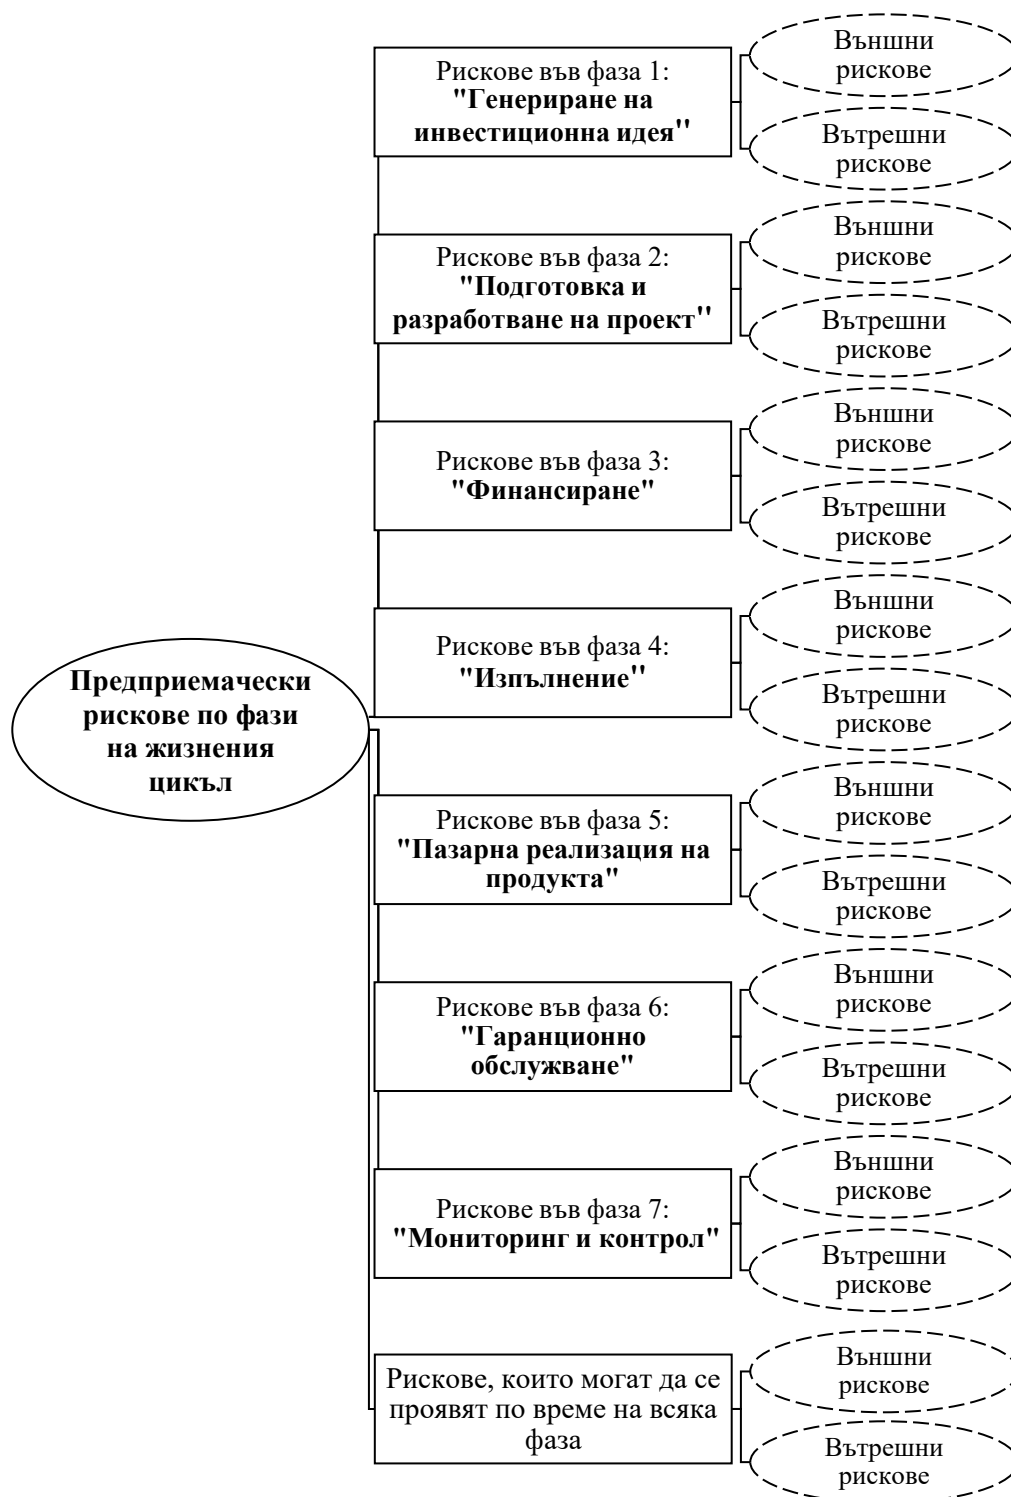 Рискове във фаза 1:
"Генериране на
инвестиционна идея"
Външни
рискове
Вътрешни
рискове
Рискове във фаза 2:
"Подготовка и
разработване на проект"
Външни
рискове
Вътрешни
рискове
Рискове във фаза 3:
"Финансиране"
Външни
рискове
Вътрешни
рискове
Рискове във фаза 4:
"Изпълнение"
Външни
рискове
Вътрешни
рискове
Предприемачески
рискове по фази
на жизнения
цикъл
Рискове във фаза 5:
"Пазарна реализация на
продукта"
Външни
рискове
Вътрешни
рискове
Рискове във фаза 6:
"Гаранционно
обслужване"
Външни
рискове
Вътрешни
рискове
Рискове във фаза 7:
"Мониторинг и контрол"
Външни
рискове
Вътрешни
рискове
Рискове, които могат да се
проявят по време на всяка
фаза
Външни
рискове
Вътрешни
рискове